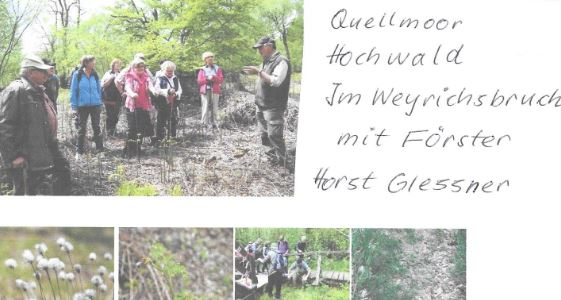 Quellmoor
Hochwald
Im Weyrichsbruch
mit Förster
Horst Glessner